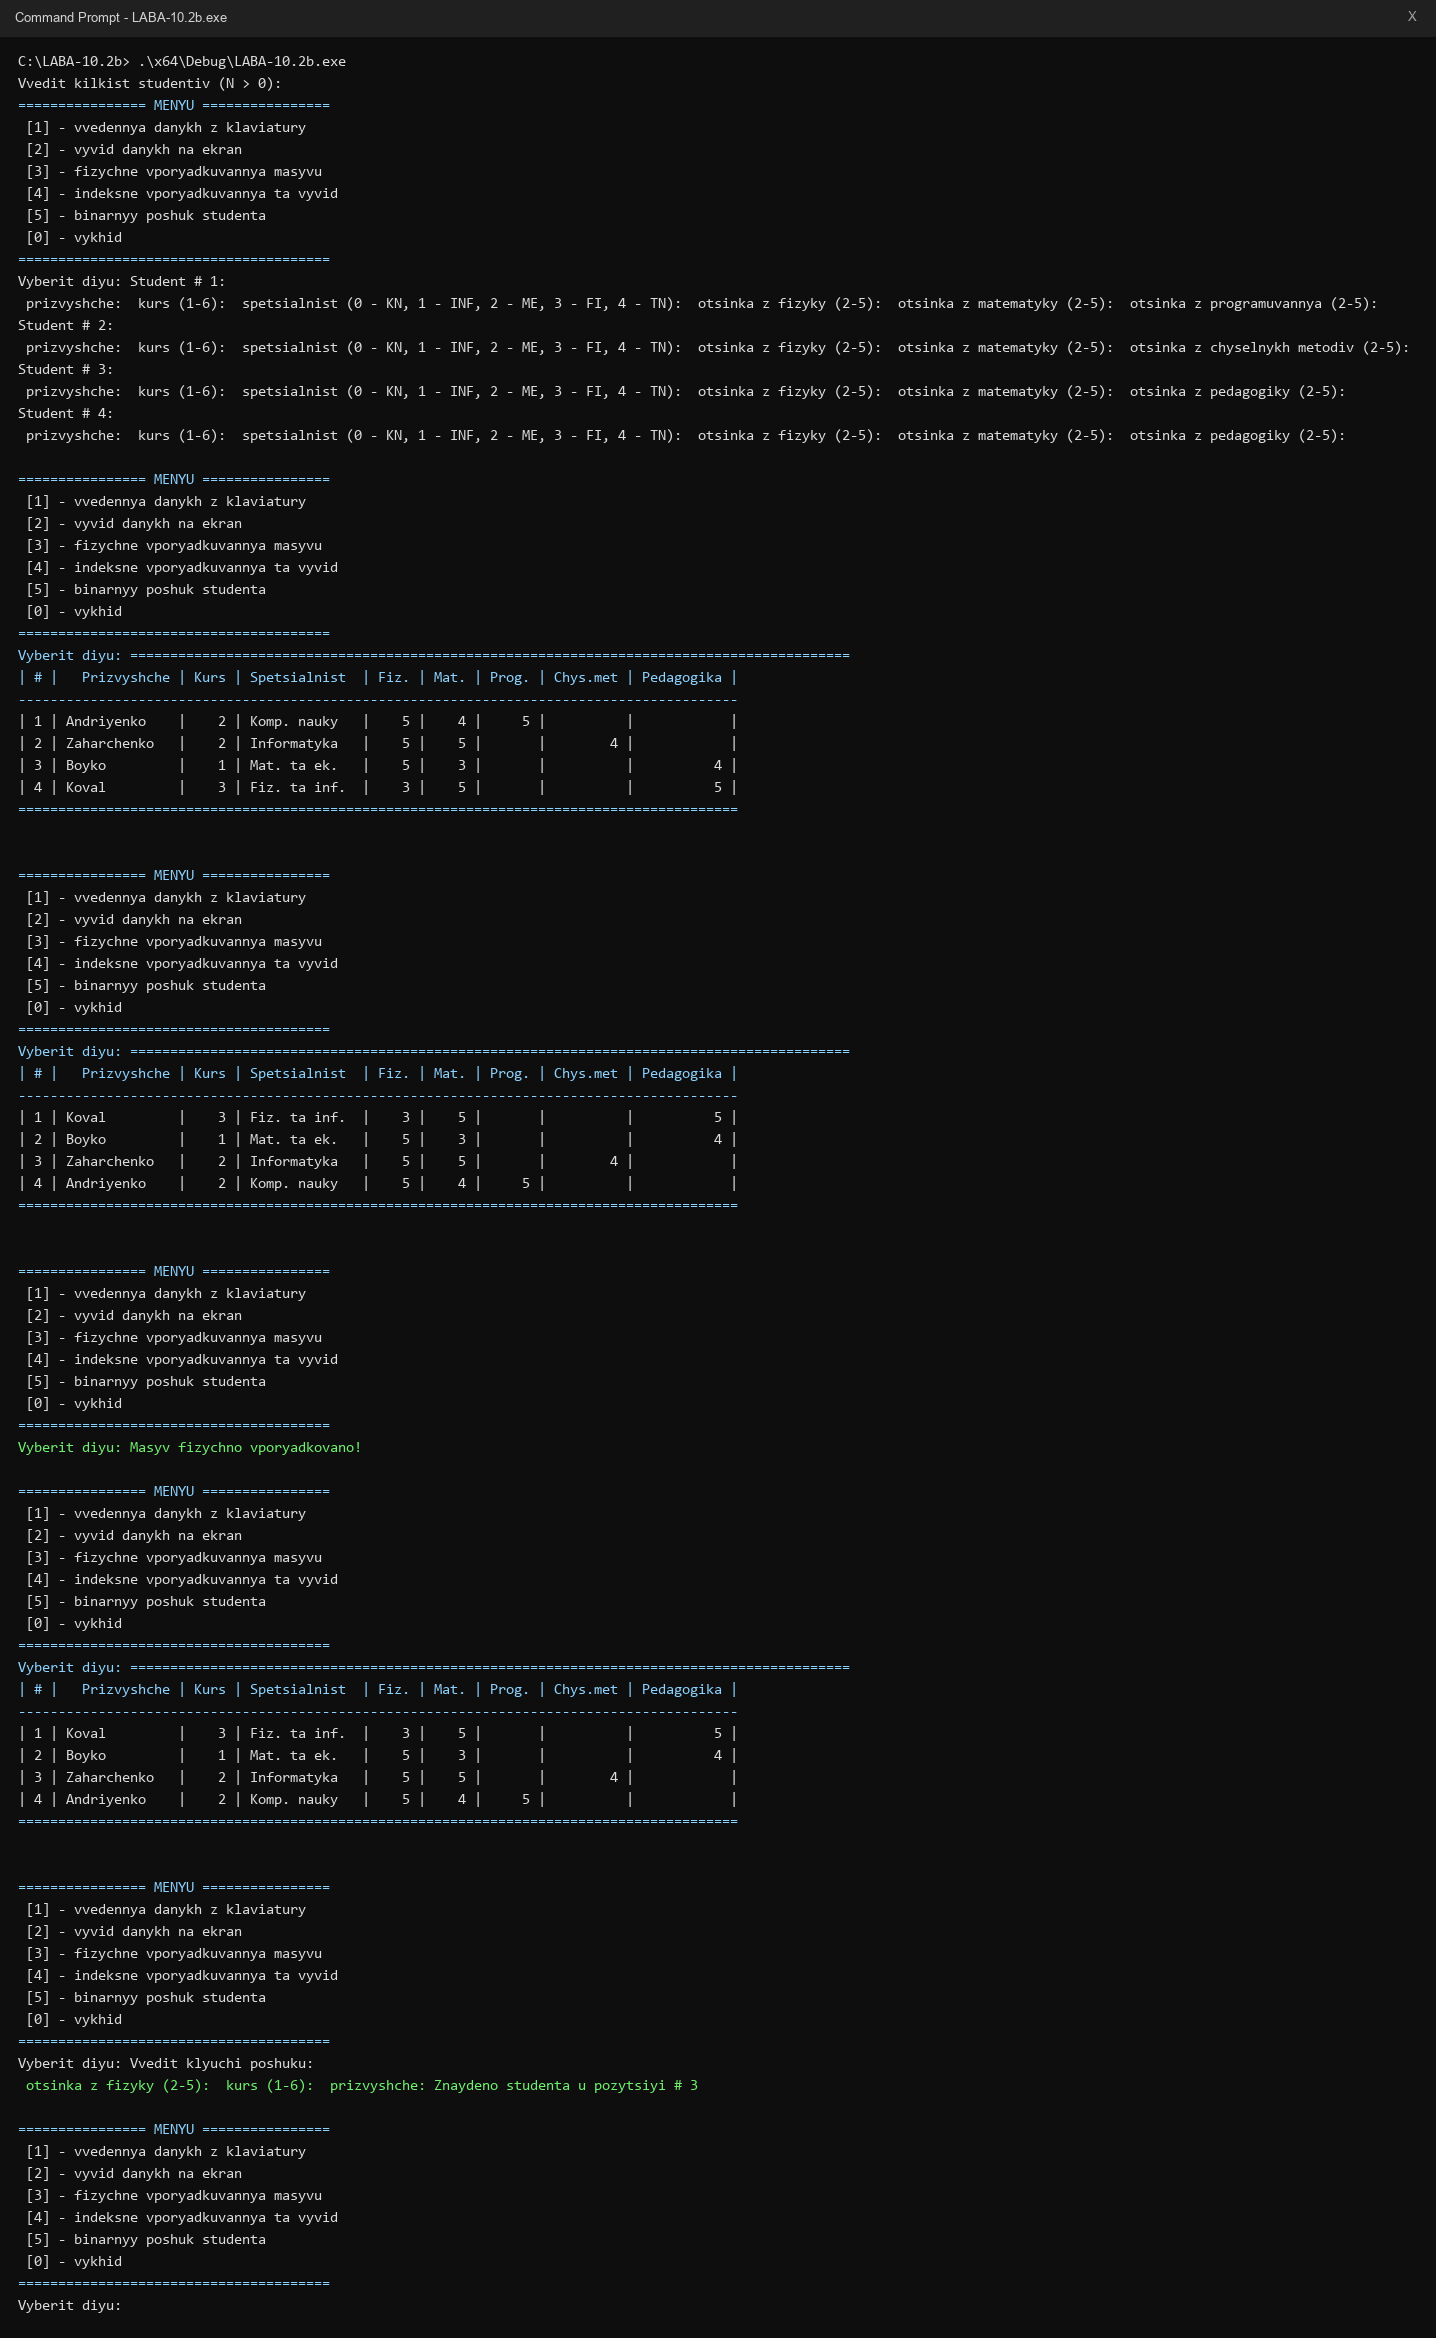 Command Prompt - LABA-10.2b.exe X
C:\LABA-10.2b> .\x64\Debug\LABA-10.2b.exe
Vvedit kilkist studentiv (N > 0):
================ MENYU ================
 [1] - vvedennya danykh z klaviatury
 [2] - vyvid danykh na ekran
 [3] - fizychne vporyadkuvannya masyvu
 [4] - indeksne vporyadkuvannya ta vyvid
 [5] - binarnyy poshuk studenta
 [0] - vykhid
=======================================
Vyberit diyu: Student # 1:
 prizvyshche:  kurs (1-6):  spetsialnist (0 - KN, 1 - INF, 2 - ME, 3 - FI, 4 - TN):  otsinka z fizyky (2-5):  otsinka z matematyky (2-5):  otsinka z programuvannya (2-5):
Student # 2:
 prizvyshche:  kurs (1-6):  spetsialnist (0 - KN, 1 - INF, 2 - ME, 3 - FI, 4 - TN):  otsinka z fizyky (2-5):  otsinka z matematyky (2-5):  otsinka z chyselnykh metodiv (2-5):
Student # 3:
 prizvyshche:  kurs (1-6):  spetsialnist (0 - KN, 1 - INF, 2 - ME, 3 - FI, 4 - TN):  otsinka z fizyky (2-5):  otsinka z matematyky (2-5):  otsinka z pedagogiky (2-5):
Student # 4:
 prizvyshche:  kurs (1-6):  spetsialnist (0 - KN, 1 - INF, 2 - ME, 3 - FI, 4 - TN):  otsinka z fizyky (2-5):  otsinka z matematyky (2-5):  otsinka z pedagogiky (2-5):
================ MENYU ================
 [1] - vvedennya danykh z klaviatury
 [2] - vyvid danykh na ekran
 [3] - fizychne vporyadkuvannya masyvu
 [4] - indeksne vporyadkuvannya ta vyvid
 [5] - binarnyy poshuk studenta
 [0] - vykhid
=======================================
Vyberit diyu: ==========================================================================================
| # |   Prizvyshche | Kurs | Spetsialnist  | Fiz. | Mat. | Prog. | Chys.met | Pedagogika |
------------------------------------------------------------------------------------------
| 1 | Andriyenko    |    2 | Komp. nauky   |    5 |    4 |     5 |          |            |
| 2 | Zaharchenko   |    2 | Informatyka   |    5 |    5 |       |        4 |            |
| 3 | Boyko         |    1 | Mat. ta ek.   |    5 |    3 |       |          |          4 |
| 4 | Koval         |    3 | Fiz. ta inf.  |    3 |    5 |       |          |          5 |
==========================================================================================
================ MENYU ================
 [1] - vvedennya danykh z klaviatury
 [2] - vyvid danykh na ekran
 [3] - fizychne vporyadkuvannya masyvu
 [4] - indeksne vporyadkuvannya ta vyvid
 [5] - binarnyy poshuk studenta
 [0] - vykhid
=======================================
Vyberit diyu: ==========================================================================================
| # |   Prizvyshche | Kurs | Spetsialnist  | Fiz. | Mat. | Prog. | Chys.met | Pedagogika |
------------------------------------------------------------------------------------------
| 1 | Koval         |    3 | Fiz. ta inf.  |    3 |    5 |       |          |          5 |
| 2 | Boyko         |    1 | Mat. ta ek.   |    5 |    3 |       |          |          4 |
| 3 | Zaharchenko   |    2 | Informatyka   |    5 |    5 |       |        4 |            |
| 4 | Andriyenko    |    2 | Komp. nauky   |    5 |    4 |     5 |          |            |
==========================================================================================
================ MENYU ================
 [1] - vvedennya danykh z klaviatury
 [2] - vyvid danykh na ekran
 [3] - fizychne vporyadkuvannya masyvu
 [4] - indeksne vporyadkuvannya ta vyvid
 [5] - binarnyy poshuk studenta
 [0] - vykhid
=======================================
Vyberit diyu: Masyv fizychno vporyadkovano!
================ MENYU ================
 [1] - vvedennya danykh z klaviatury
 [2] - vyvid danykh na ekran
 [3] - fizychne vporyadkuvannya masyvu
 [4] - indeksne vporyadkuvannya ta vyvid
 [5] - binarnyy poshuk studenta
 [0] - vykhid
=======================================
Vyberit diyu: ==========================================================================================
| # |   Prizvyshche | Kurs | Spetsialnist  | Fiz. | Mat. | Prog. | Chys.met | Pedagogika |
------------------------------------------------------------------------------------------
| 1 | Koval         |    3 | Fiz. ta inf.  |    3 |    5 |       |          |          5 |
| 2 | Boyko         |    1 | Mat. ta ek.   |    5 |    3 |       |          |          4 |
| 3 | Zaharchenko   |    2 | Informatyka   |    5 |    5 |       |        4 |            |
| 4 | Andriyenko    |    2 | Komp. nauky   |    5 |    4 |     5 |          |            |
==========================================================================================
================ MENYU ================
 [1] - vvedennya danykh z klaviatury
 [2] - vyvid danykh na ekran
 [3] - fizychne vporyadkuvannya masyvu
 [4] - indeksne vporyadkuvannya ta vyvid
 [5] - binarnyy poshuk studenta
 [0] - vykhid
=======================================
Vyberit diyu: Vvedit klyuchi poshuku:
 otsinka z fizyky (2-5):  kurs (1-6):  prizvyshche: Znaydeno studenta u pozytsiyi # 3
================ MENYU ================
 [1] - vvedennya danykh z klaviatury
 [2] - vyvid danykh na ekran
 [3] - fizychne vporyadkuvannya masyvu
 [4] - indeksne vporyadkuvannya ta vyvid
 [5] - binarnyy poshuk studenta
 [0] - vykhid
=======================================
Vyberit diyu: